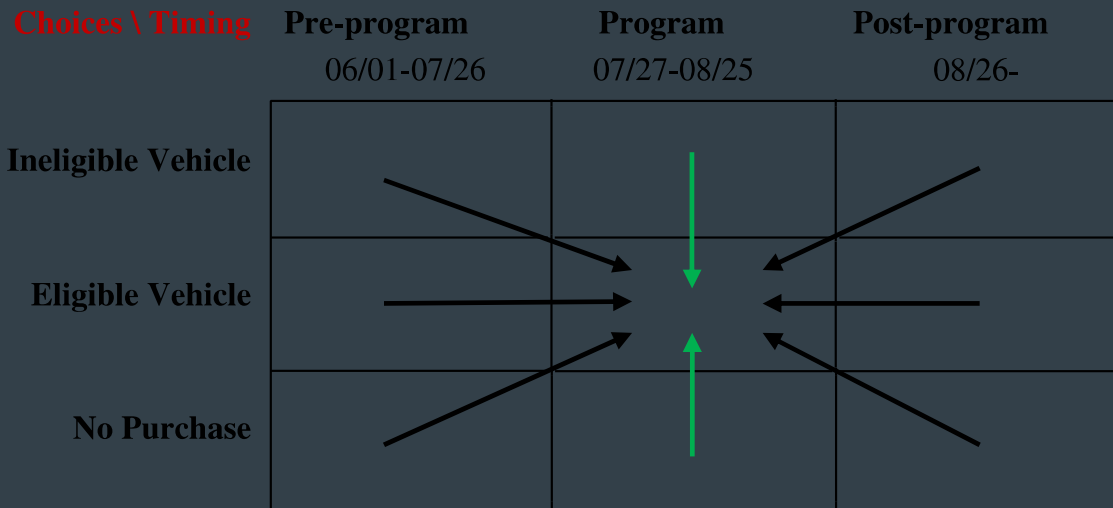 Choices \ Timing Pre-program Program Post-program
06/01-07/26 07/27-08/25 08/26-
Ineligible Vehicle
Eligible Vehicle
No Purchase